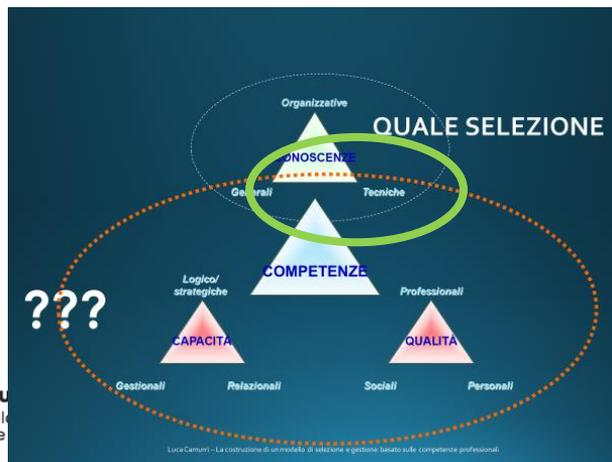 Organizzative
QUALE SELEZIONE
ONOSCENZE
Generali
Tecniche
COMPETENZE
Logico/
strategiche
Professionali
???
CAPACITÀ
QUALITÀ
Gestionali
Relazionali
Sociali
Personali
Luca Camurri – La costruzione di un modello di selezione e gestione basato sulle competenze professionali